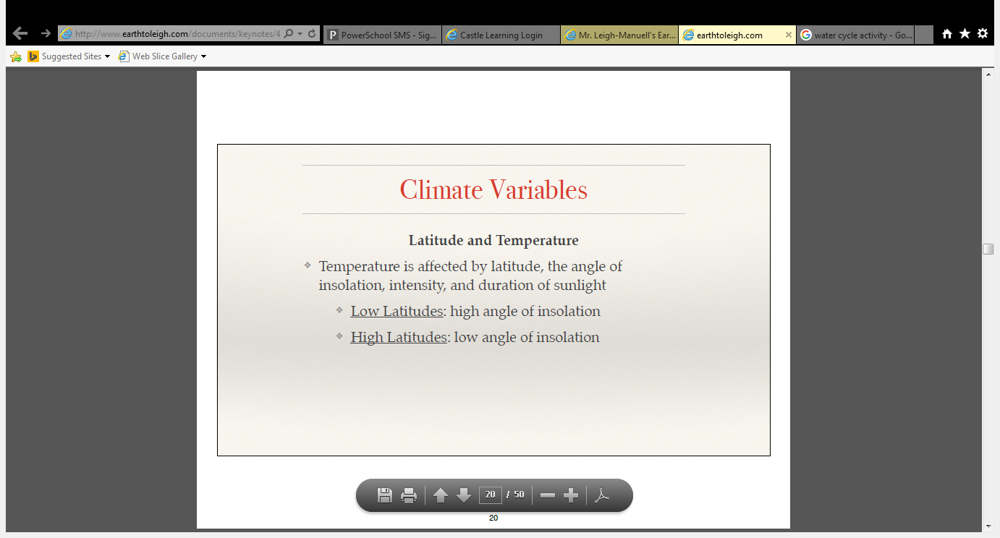 http://www.earthtoleigh.com/documents/keynotes/4
PowerSchool SMS - Sig...
Castle Learning Login
Mr. Leigh-Manuell's Ear...
earthtoleigh.com
water cycle activity - Go...
Suggested Sites
Web Slice Gallery
Climate Variables
Latitude and Temperature
Temperature is affected by latitude, the angle of
insolation, intensity, and duration of sunlight
Low Latitudes: high angle of insolation
High Latitudes: low angle of insolation
20 / 50
20